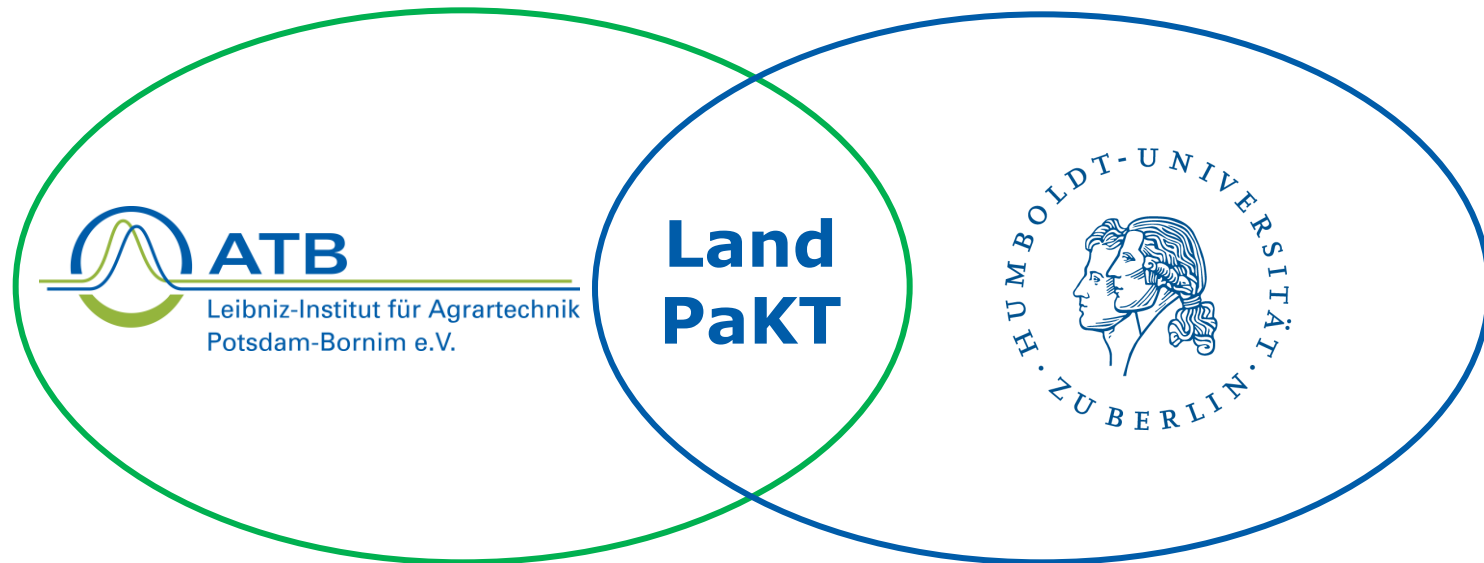 ATB
Leibniz-Institut für Agrartechnik
Potsdam-Bornim e.V.
Land
PaKT
HUMBOLDT-UNIVERSITÄT
· ZU BERLIN ·